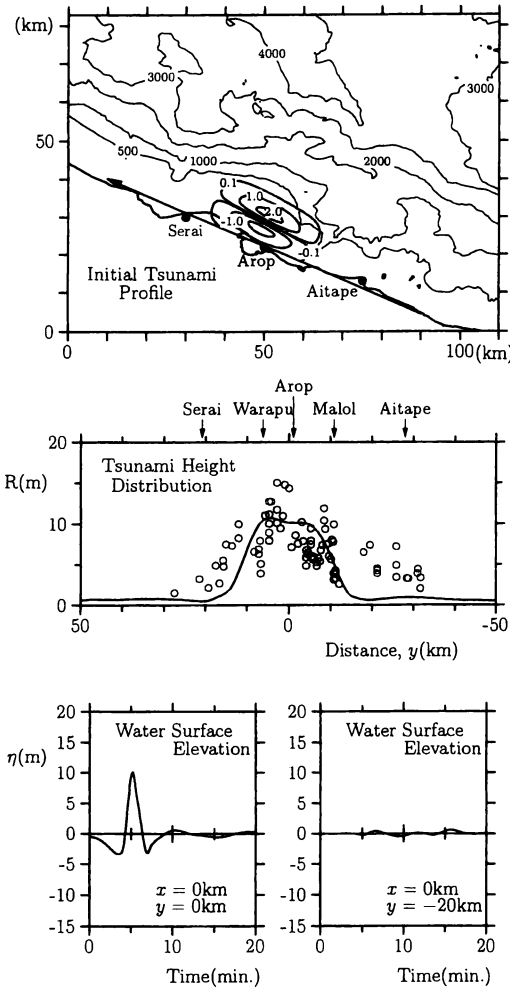 (km)
3000
4000
3000
50
500
1000
2000
0.1
1.0
2.0
-1.0
-0.1
Serai
Arop
Initial Tsunami
Profile
Aitape
0
0
50
100
(km)
Arop
Serai
Warapu
Malol
Aitape
20
R(m)
Tsunami Height
Distribution
10
0
50
0
-50
Distance, y(km)
20
Water Surface
Elevation
η(m)
15
10
5
0
-5
-10
-15
x = 0km
y = 0km
0
10
20
Time(min.)
20
Water Surface
Elevation
15
10
5
0
-5
-10
-15
x = 0km
y = −20km
0
10
20
Time(min.)